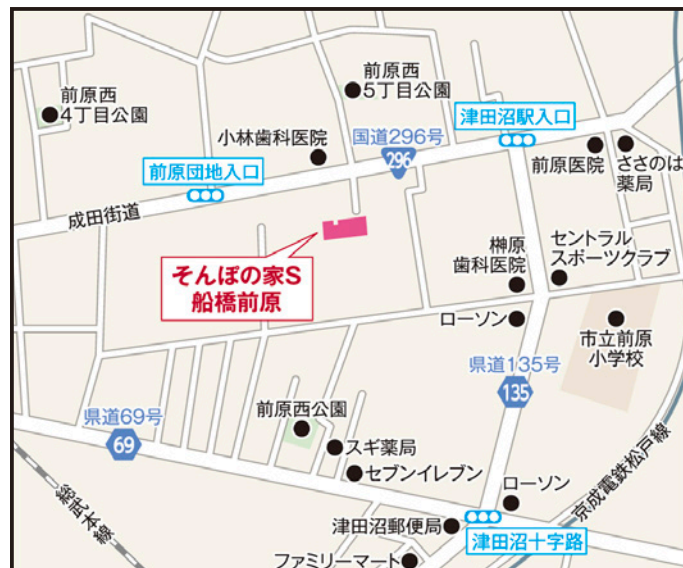 前原西
5丁目公園
前原西
4丁目公園
津田沼駅入口
国道296号
小林歯科医院
296
前原医院
ささのは
薬局
前原団地入口
成田街道
そんぽの家S
船橋前原
榊原
歯科医院
セントラル
スポーツクラブ
ローソン
市立前原
小学校
県道135号
135
県道69号
69
前原西公園
スギ薬局
セブンイレブン
ローソン
総武本線
京成電鉄松戸線
津田沼郵便局
津田沼十字路
ファミリーマート